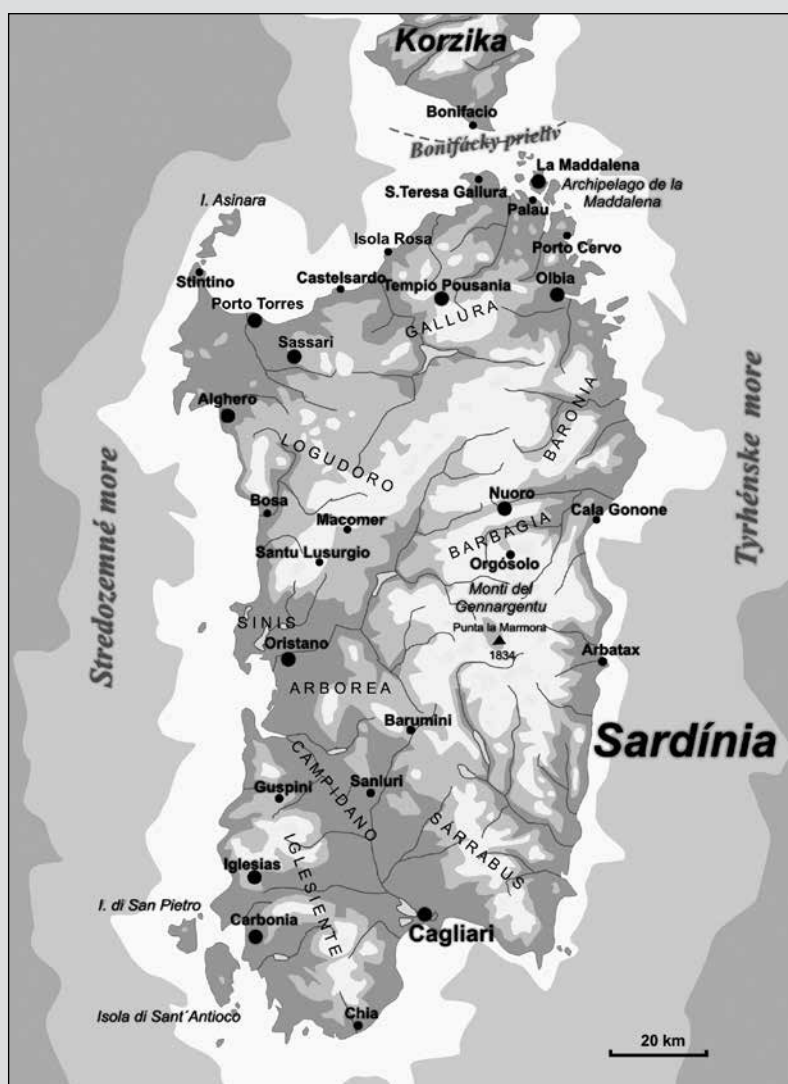 Korzika
Bonifacio
Bonifácky prieliv
La Maddalena
Archipelago de la
Maddalena
S.Teresa Gallura
Palau
I. Asinara
Isola Rosa
Porto Cervo
Stintino
Castelsardo
Tempio Pousania
Olbia
Porto Torres
GALLURA
Sassari
Alghero
BARONIA
LOGUDORO
Stredozemné more
Tyrhénske more
Bosa
Nuoro
Macomer
Cala Gonone
BARBAGIA
Santu Lusurgio
Orgósolo
Monti del
Gennargentu
SINIS
Punta la Marmora
1834
Oristano
Arbatax
ARBOREA
Barumini
Sardínia
CAMPIDANO
Guspini
Sanluri
SÁRRABUS
Iglesias
IGLESIENTE
I. di San Pietro
Carbonia
Cagliari
Isola di Sant´Antioco
Chia
20 km